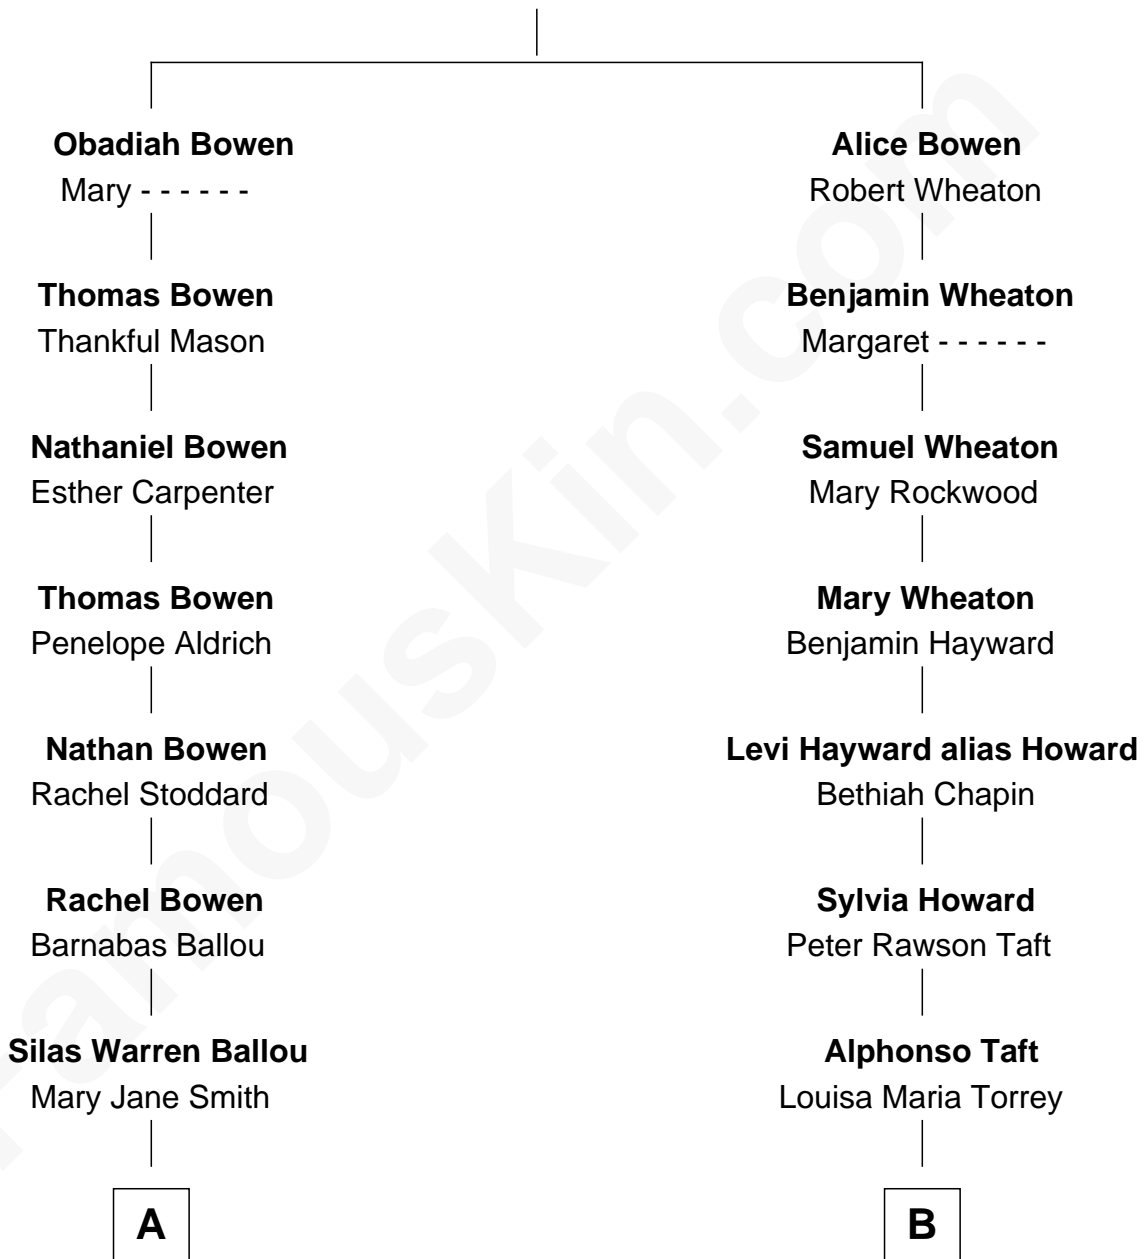 Obadiah Bowen
Mary - - - - - -
Thomas Bowen
Thankful Mason
Nathaniel Bowen
Esther Carpenter
Thomas Bowen
Penelope Aldrich
Nathan Bowen
Rachel Stoddard
Rachel Bowen
Barnabas Ballou
Silas Warren Ballou
Mary Jane Smith
A
Alice Bowen
Robert Wheaton
Benjamin Wheaton
Margaret - - - - - -
Samuel Wheaton
Mary Rockwood
Mary Wheaton
Benjamin Hayward
Levi Hayward alias Howard
Bethiah Chapin
Sylvia Howard
Peter Rawson Taft
Alphonso Taft
Louisa Maria Torrey
B
FamousKin.com